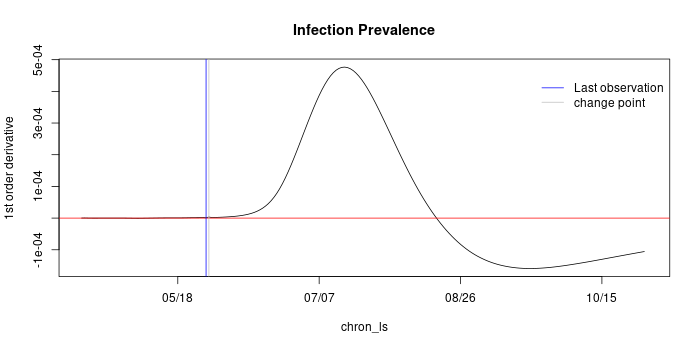 Infection Prevalence
5e-04
3e-04
1e-04
-1e-04
1st order derivative
Last observation
change point
05/18
07/07
08/26
10/15
chron_ls